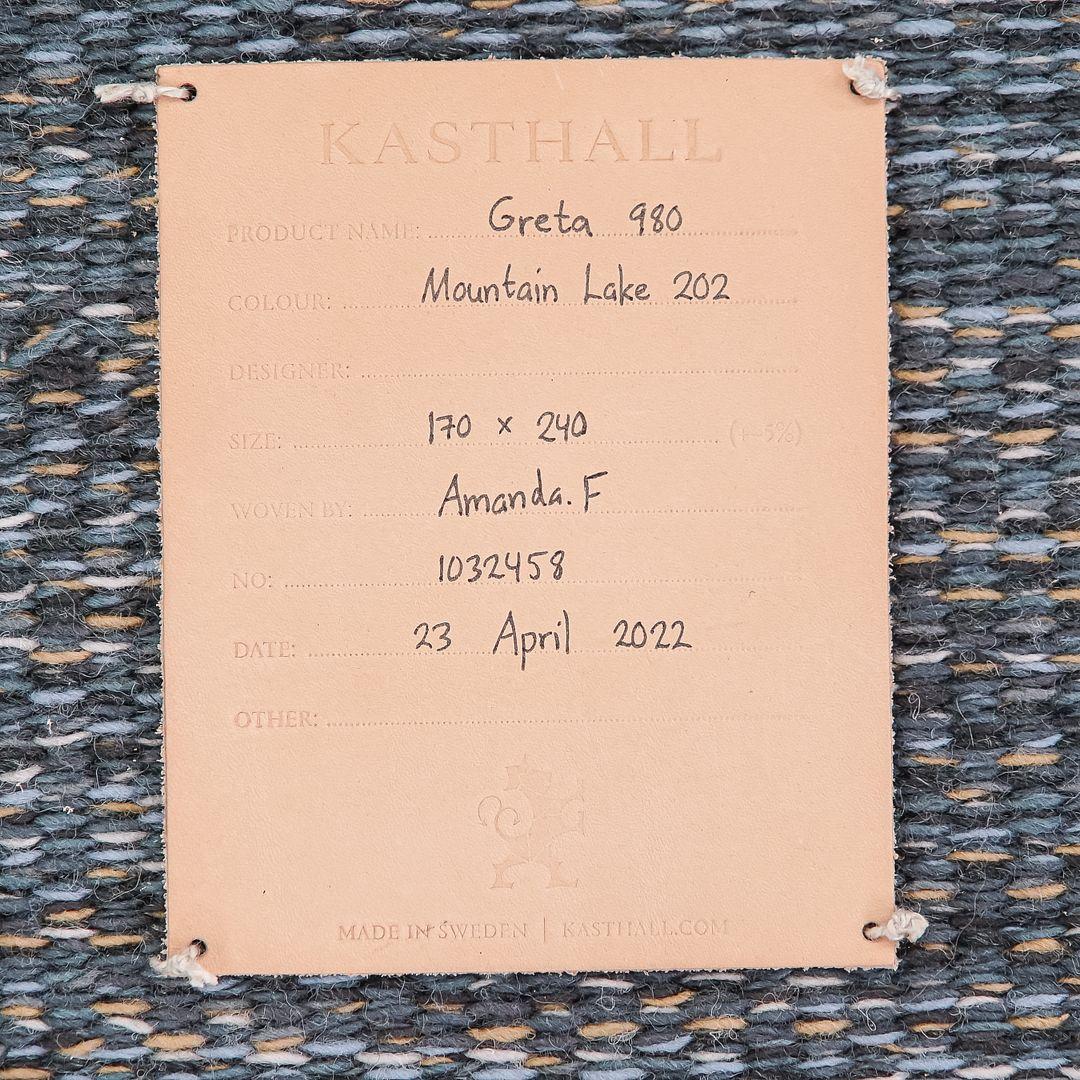 KASTHALL
PRODUCT NAME: Greta 980
COLOUR: Mountain Lake 202
DESIGNER:
SIZE: 170 x 240 (+-5%)
WOVEN BY: Amanda. F
NO: 1032458
DATE: 23 April 2022
OTHER:
MADE IN SWEDEN | KASTHALL.COM